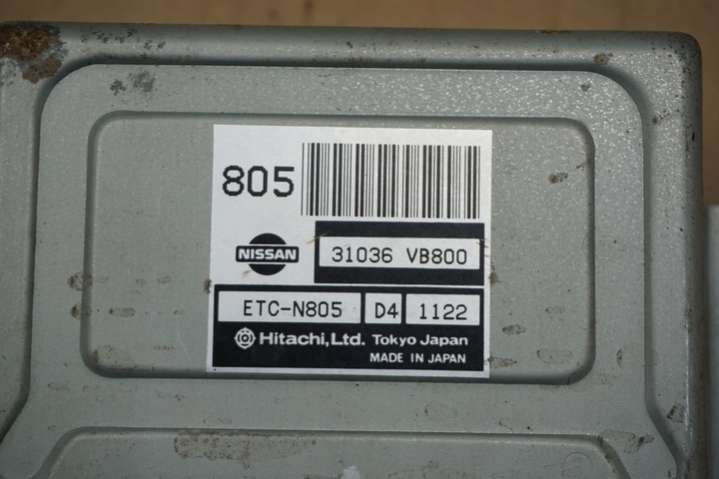 805
NISSAN
31036 VB800
ETC-N805 D4 1122
Hitachi, Ltd. Tokyo Japan
MADE IN JAPAN